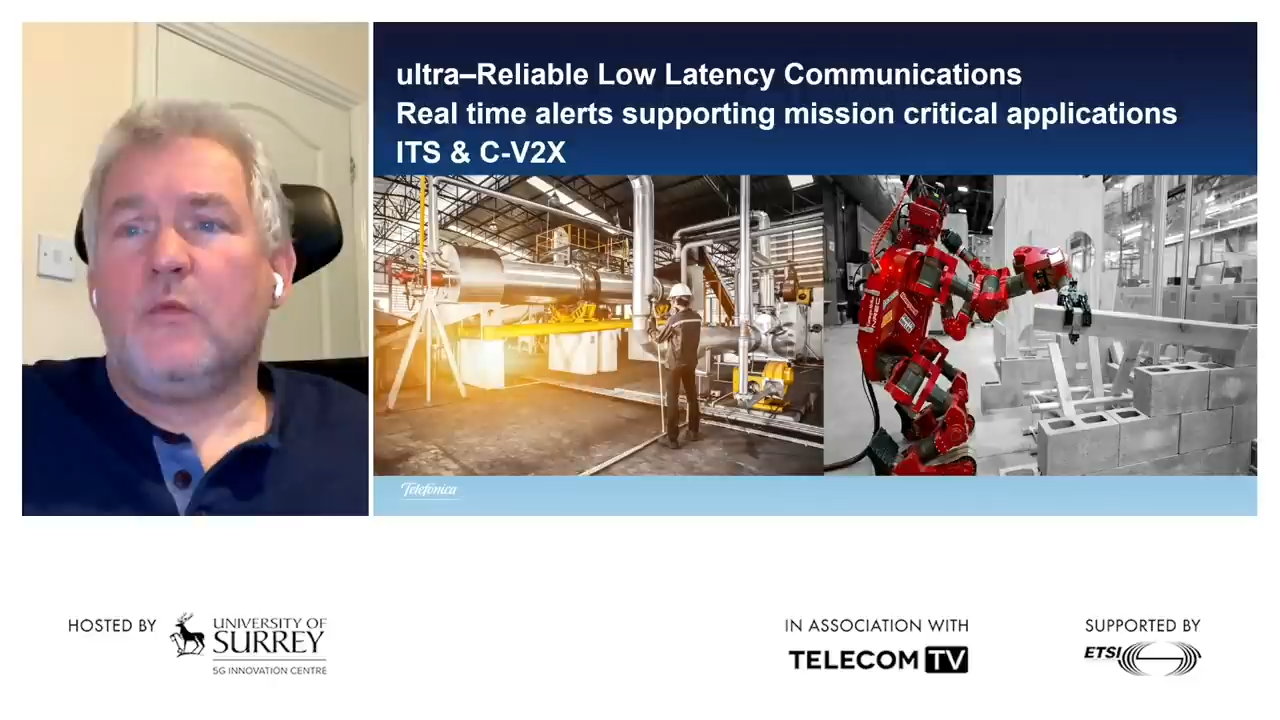 ultra–Reliable Low Latency Communications
Real time alerts supporting mission critical applications
ITS & C-V2X
Telefónica
HOSTED BY
UNIVERSITY OF
SURREY
5G INNOVATION CENTRE
IN ASSOCIATION WITH
TELECOM TV
SUPPORTED BY
ETSI